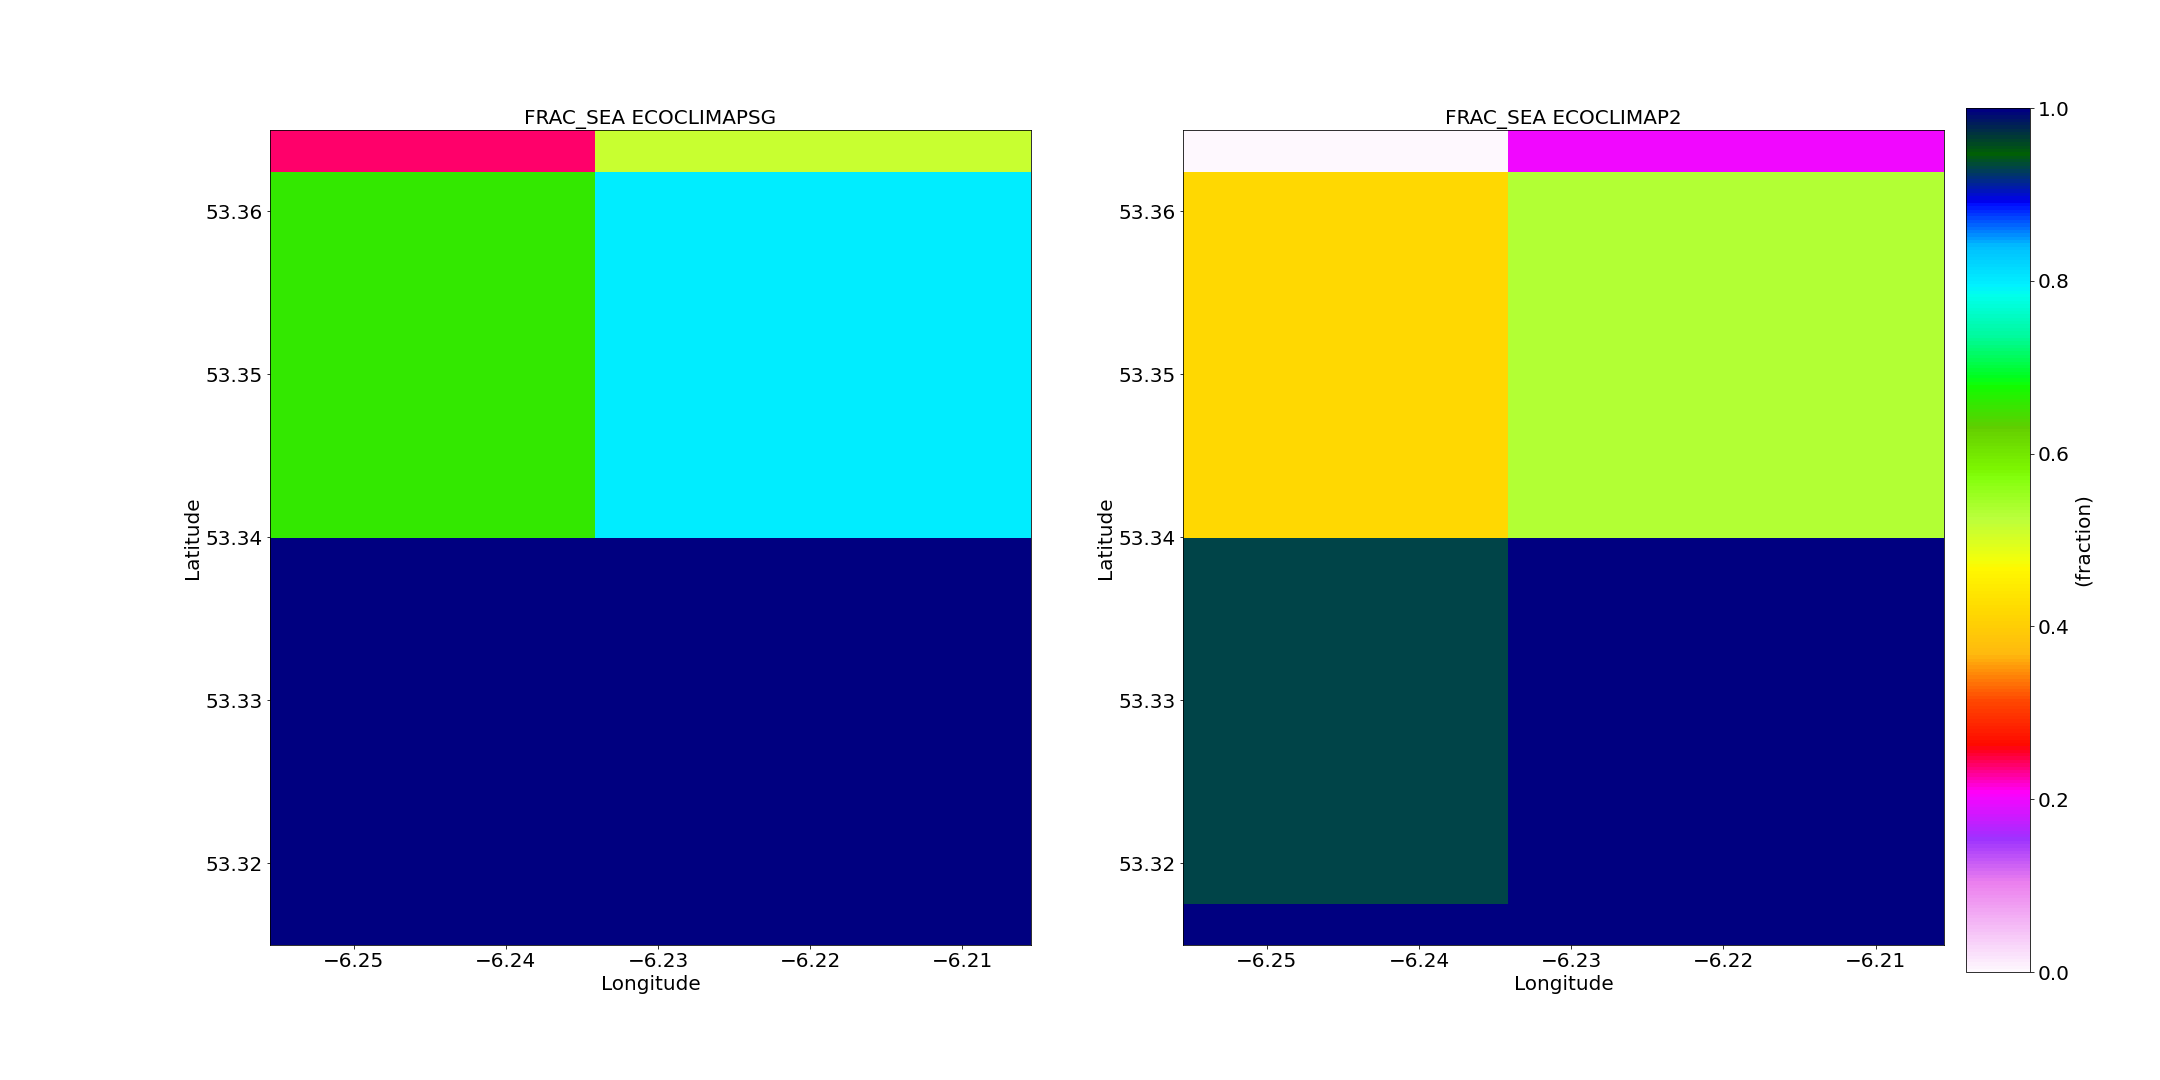 FRAC_SEA ECOCLIMAPSG
53.36
53.35
53.34
53.33
53.32
Latitude
−6.25 −6.24 −6.23 −6.22 −6.21
Longitude
FRAC_SEA ECOCLIMAP2
53.36
53.35
53.34
53.33
53.32
Latitude
−6.25 −6.24 −6.23 −6.22 −6.21
Longitude
1.0
0.8
0.6
0.4
0.2
0.0
(fraction)